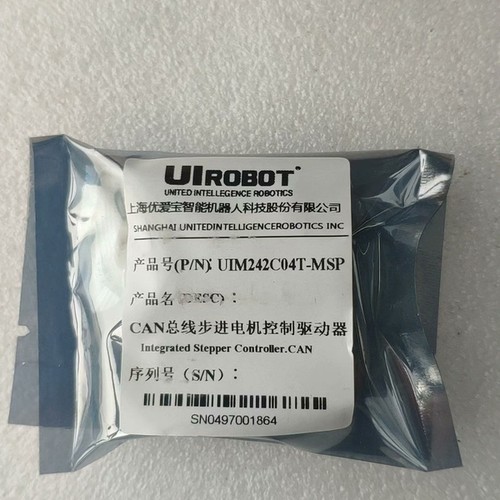 UIROBOT®
UNITED INTELLEGENCE ROBOTICS
上海优爱宝智能机器人科技股份有限公司
SHANGHAI UNITEDINTELLIGENCEROBOTICS INC
产品号(P/N): UIM242C04T-MSP
产品名(DESC)：
CAN总线步进电机控制驱动器
Integrated Stepper Controller.CAN
序列号（S/N）：
SN0497001864